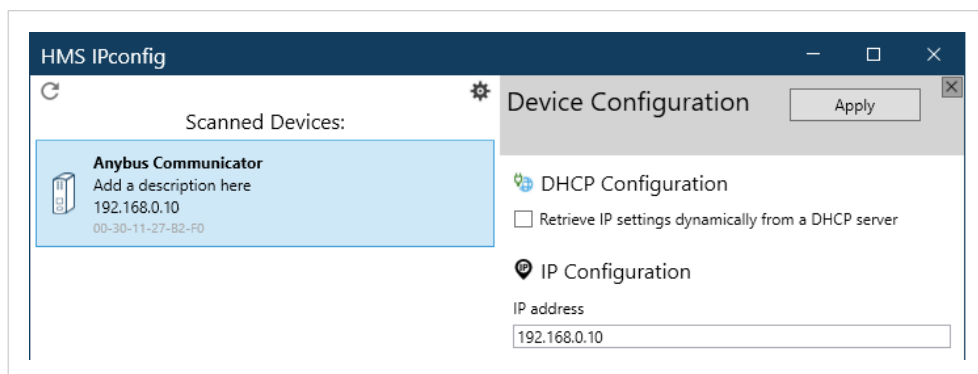 HMS IPconfig
Scanned Devices:
Anybus Communicator
Add a description here
192.168.0.10
00-30-11-27-B2-F0
Device Configuration
Apply
DHCP Configuration
Retrieve IP settings dynamically from a DHCP server
IP
IP Configuration
IP address
192.168.0.10